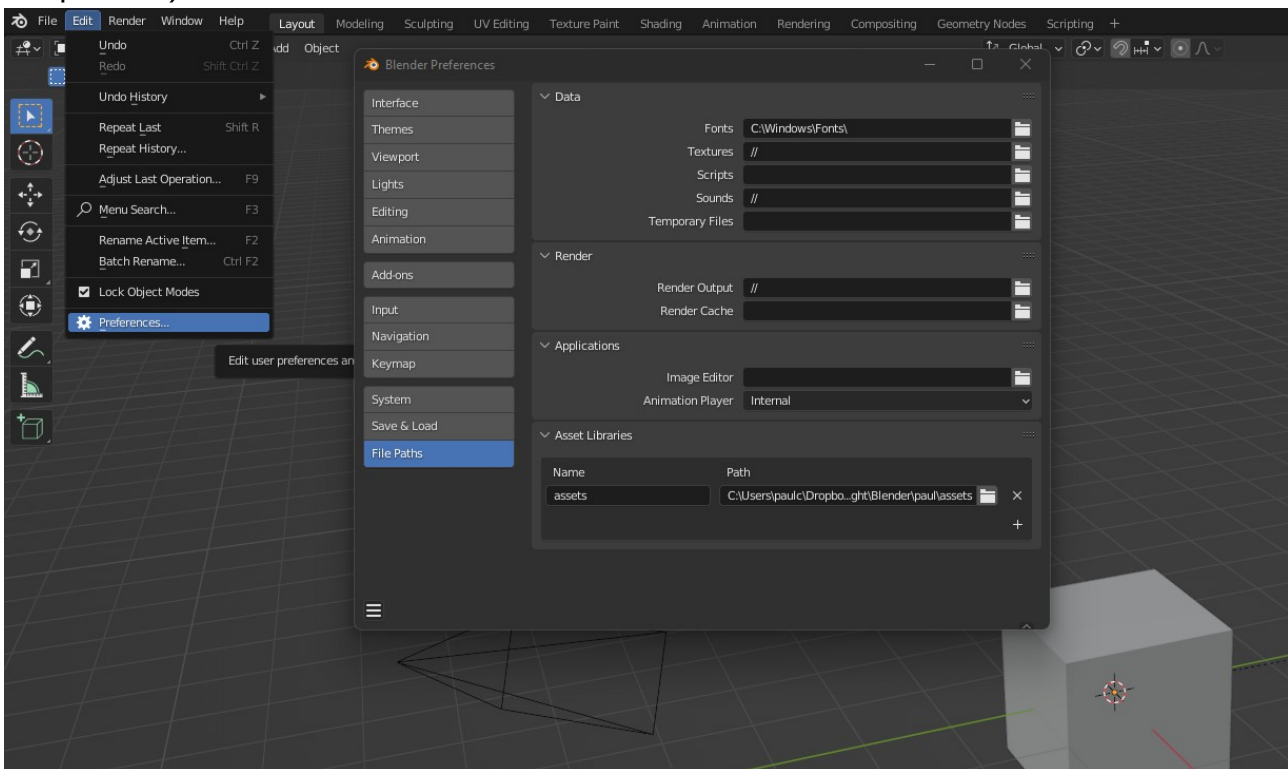 File Edit Render Window Help Layout Modeling Sculpting UV Editing Texture Paint Shading Animation Rendering Compositing Geometry Nodes Scripting +
Add Object
Global
Undo Ctrl Z
Redo Shift Ctrl Z
Undo History
Repeat Last Shift R
Repeat History...
Adjust Last Operation... F9
Menu Search... F3
Rename Active Item... F2
Batch Rename... Ctrl F2
Lock Object Modes
Preferences...
Edit user preferences an
Blender Preferences
Interface
Themes
Viewport
Lights
Editing
Animation
Add-ons
Input
Navigation
Keymap
System
Save & Load
File Paths
Data
Fonts C:\Windows\Fonts\
Textures //
Scripts
Sounds //
Temporary Files
Render
Render Output //
Render Cache
Applications
Image Editor
Animation Player Internal
Asset Libraries
Name Path
assets C:\Users\paulc\Dropbo...ght\Blender\paul\assets
+